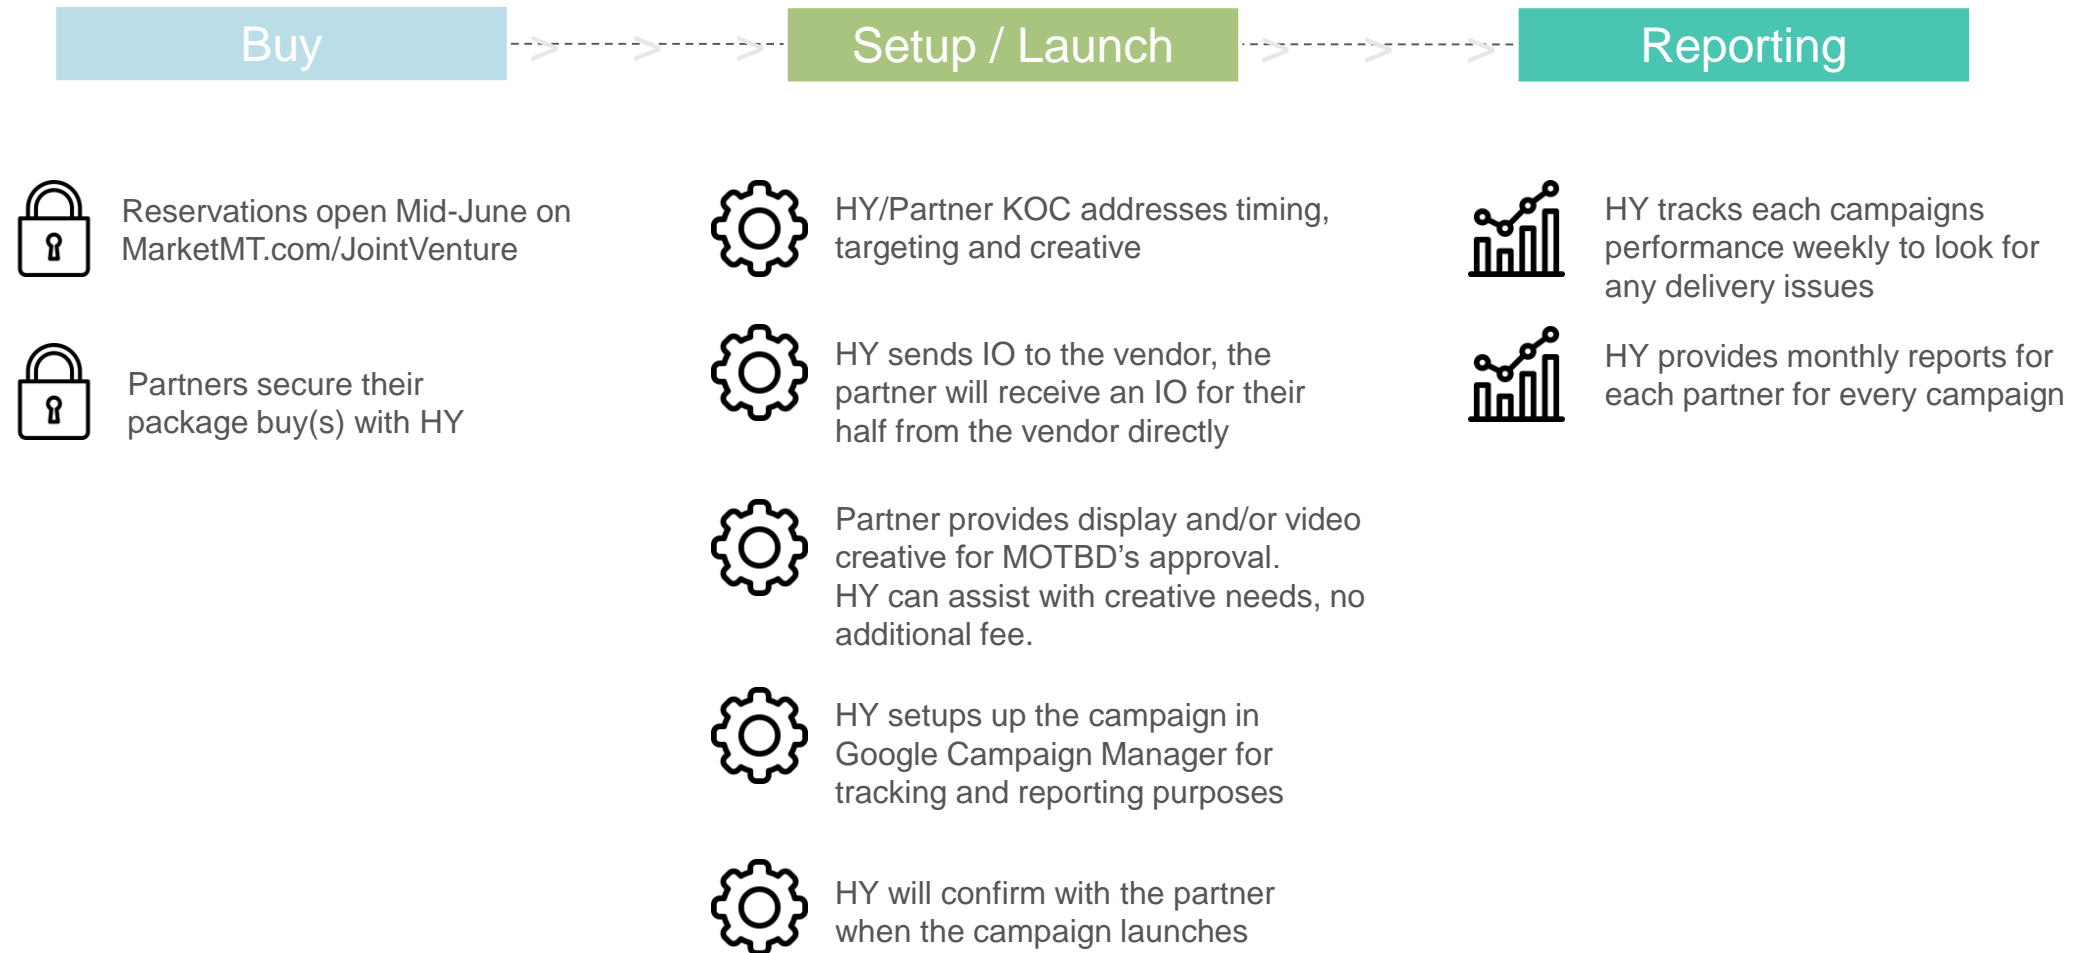 Buy
> > >
Setup / Launch
> > >
Reporting
Reservations open Mid-June on
MarketMT.com/JointVenture
Partners secure their
package buy(s) with HY
HY/Partner KOC addresses timing,
targeting and creative
HY sends IO to the vendor, the
partner will receive an IO for their
half from the vendor directly
Partner provides display and/or video
creative for MOTBD’s approval.
HY can assist with creative needs, no
additional fee.
HY setups up the campaign in
Google Campaign Manager for
tracking and reporting purposes
HY will confirm with the partner
when the campaign launches
HY tracks each campaigns
performance weekly to look for
any delivery issues
HY provides monthly reports for
each partner for every campaign